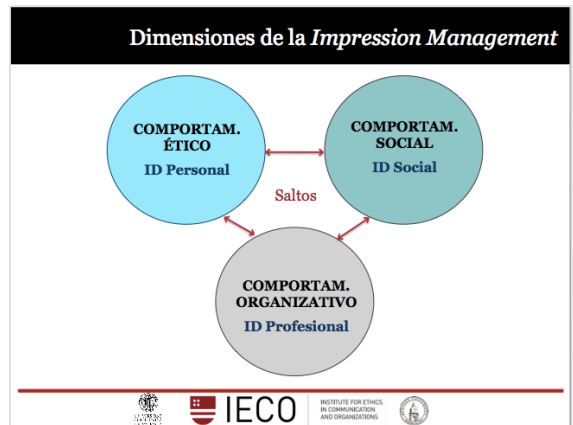 Dimensiones de la Impression Management
COMPORTAM.
ÉTICO
ID Personal
COMPORTAM.
SOCIAL
ID Social
Saltos
COMPORTAM.
ORGANIZATIVO
ID Profesional
IECO
INSTITUTE FOR ETHICS
IN COMMUNICATION
AND ORGANIZATIONS